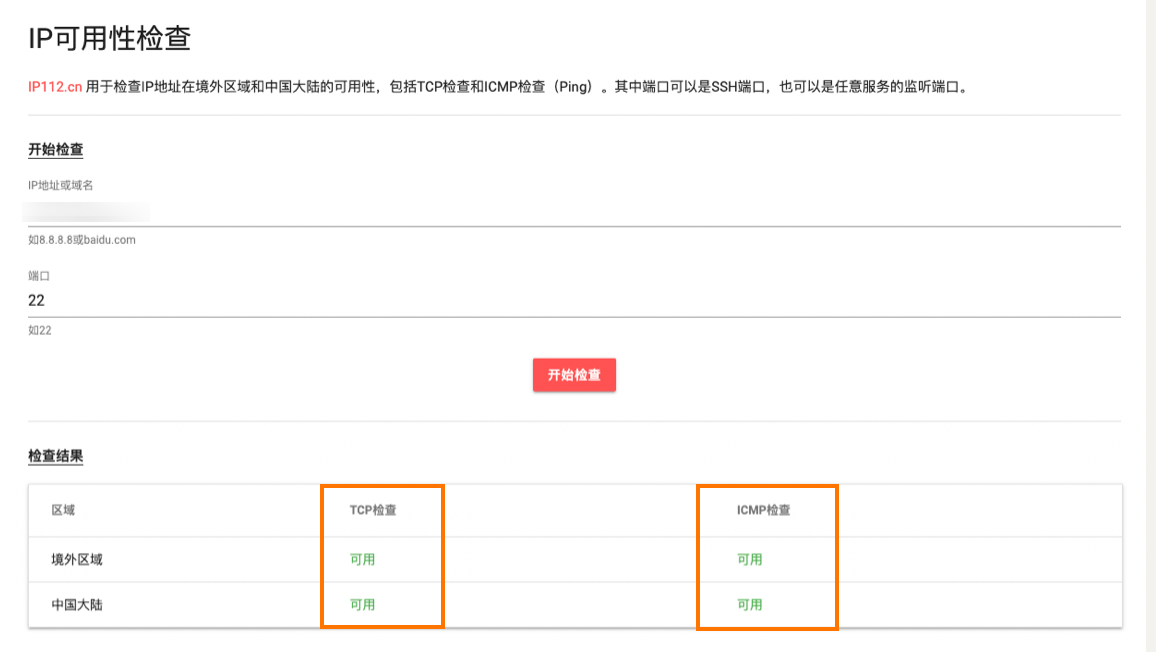 IP可用性检查
IP112.cn 用于检查IP地址在境外区域和中国大陆的可用性，包括TCP检查和ICMP检查（Ping）。其中端口可以是SSH端口，也可以是任意服务的监听端口。
开始检查
IP地址或域名
如8.8.8.8或baidu.com
端口
22
如22
开始检查
检查结果
区域 TCP检查 ICMP检查
境外区域 可用 可用
中国大陆 可用 可用